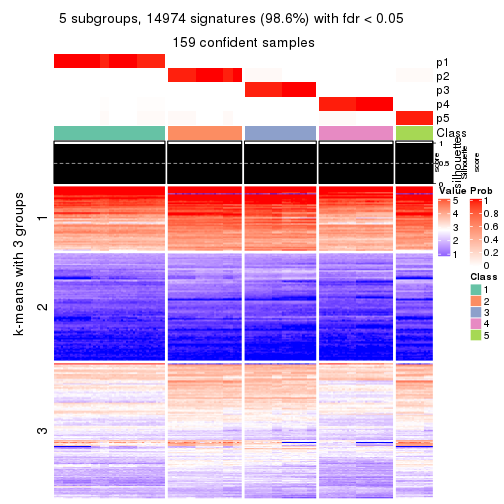 5 subgroups, 14974 signatures (98.6%) with fdr < 0.05
159 confident samples
p1
p2
p3
p4
p5
Class
1
0.5
0
silhouette
Silhouette
score
score
k-means with 3 groups
1
2
3
Value
5
4
3
2
1
Prob
1
0.8
0.6
0.4
0.2
0
Class
1
2
3
4
5